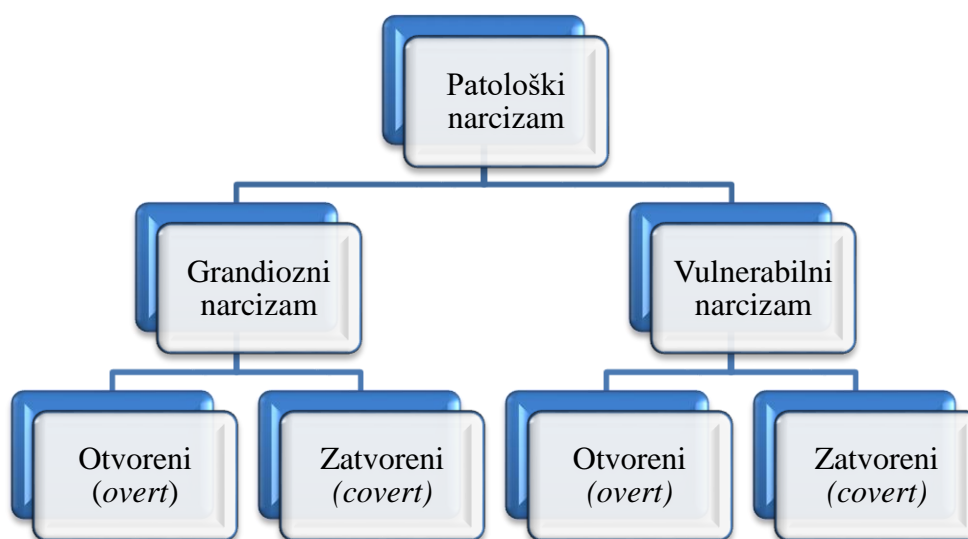 Patološki
narcizam
Grandiozni
narcizam
Vulnerabilni
narcizam
Otvoreni
(overt)
Zatvoreni
(covert)
Otvoreni
(overt)
Zatvoreni
(covert)